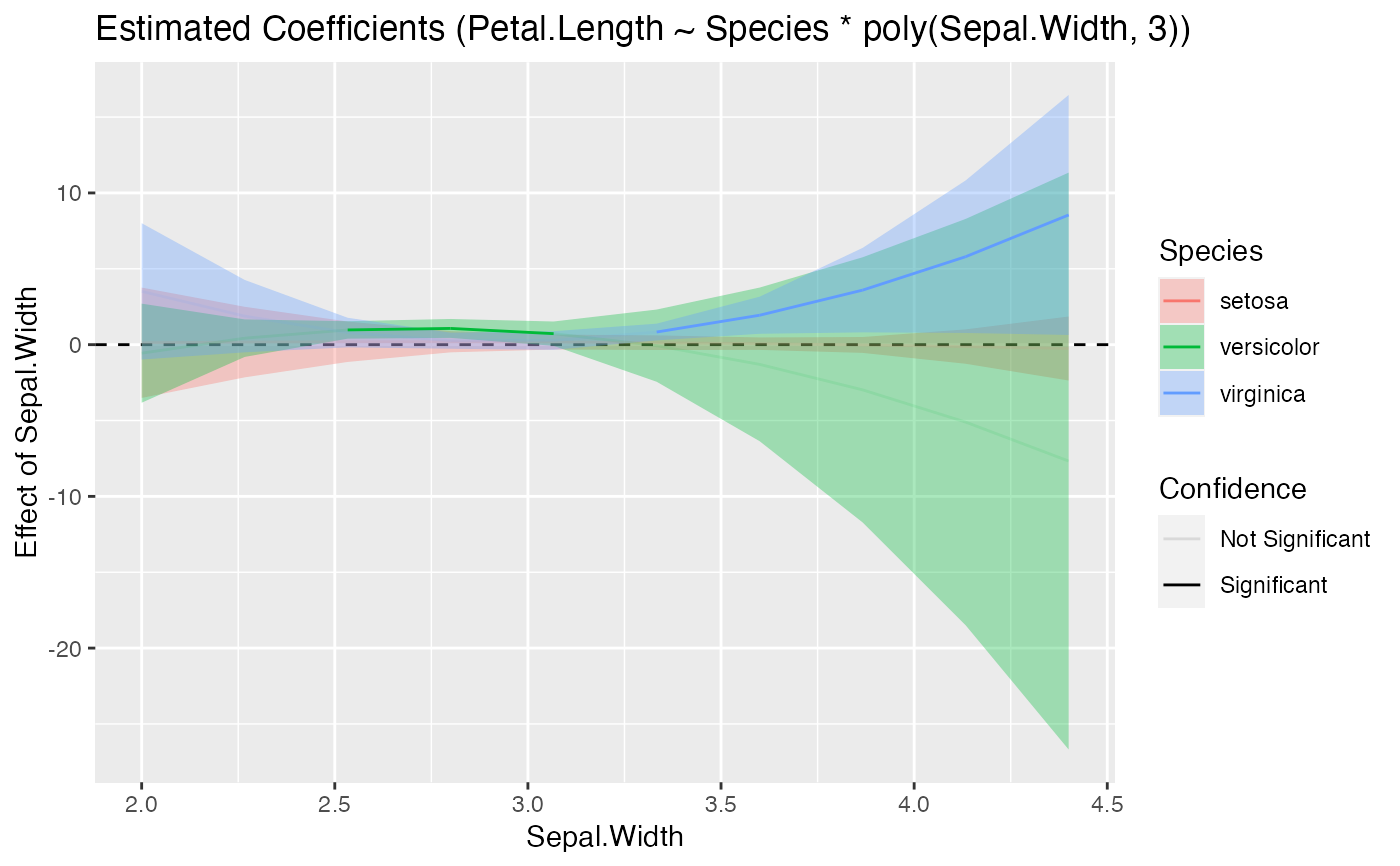 Estimated Coefficients (Petal.Length ~ Species * poly(Sepal.Width, 3))
Effect of Sepal.Width
10
0
-10
-20
2.0
2.5
3.0
3.5
4.0
4.5
Sepal.Width
Species
setosa
versicolor
virginica
Confidence
Not Significant
Significant